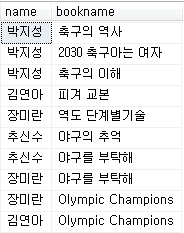 name bookname
박지성 축구의 역사
박지성 2030 축구아는 여자
박지성 축구의 이해
김연아 피겨 교본
장미란 역도 단계별기술
추신수 야구의 추억
추신수 야구를 부탁해
장미란 야구를 부탁해
장미란 Olympic Champions
김연아 Olympic Champions